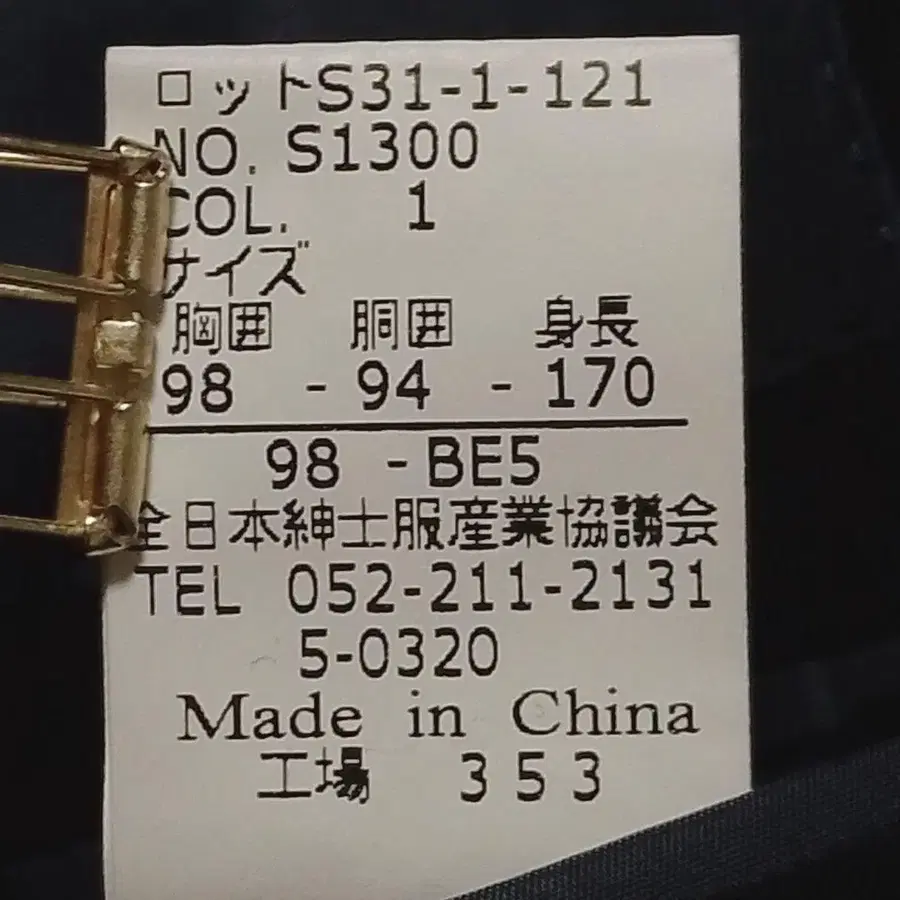 ロットS31-1-121
NO. S1300
COL. 1
サイズ
胸囲 胴囲 身長
98 - 94 - 170
98 - BE5
全日本紳士服産業協議会
TEL 052-211-2131
5-0320
Made in China
工場 353